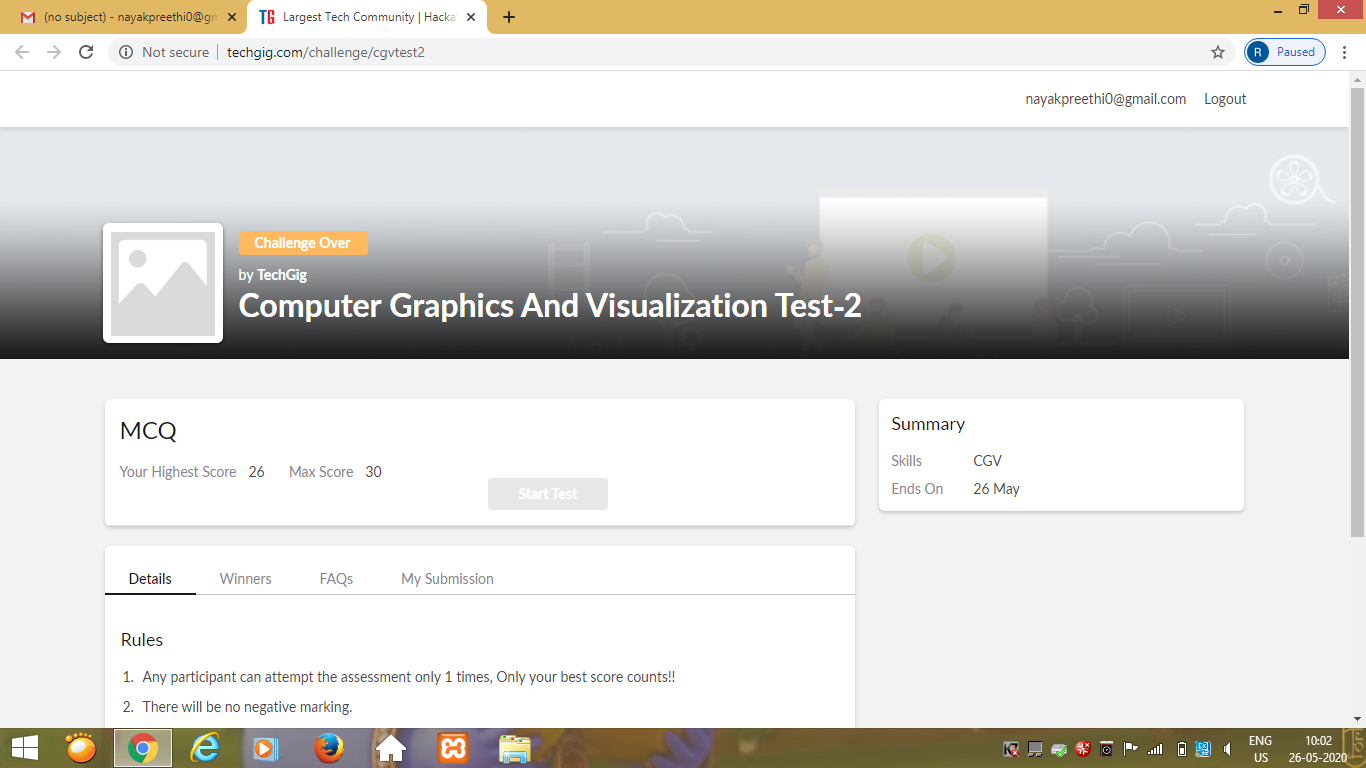 (no subject) - nayakpreethi0@gm
TG Largest Tech Community | Hacka
Not secure | techgig.com/challenge/cgvtest2
R Paused
nayakpreethi0@gmail.com Logout
Challenge Over
by TechGig
Computer Graphics And Visualization Test-2
MCQ
Your Highest Score 26 Max Score 30
Start Test
Summary
Skills CGV
Ends On 26 May
Details Winners FAQs My Submission
Rules
1. Any participant can attempt the assessment only 1 times, Only your best score counts!!
2. There will be no negative marking.
ENG 10:02
US 26-05-2020